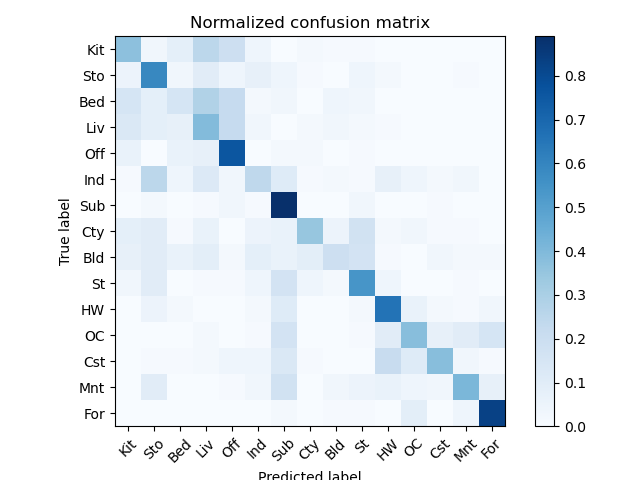 Normalized confusion matrix
Kit
Sto
Bed
Liv
Off
Ind
Sub
Cty
Bld
St
HW
OC
Cst
Mnt
For
True label
Kit Sto Bed Liv Off Ind Sub Cty Bld St HW OC Cst Mnt For
Predicted label
0.8
0.7
0.6
0.5
0.4
0.3
0.2
0.1
0.0